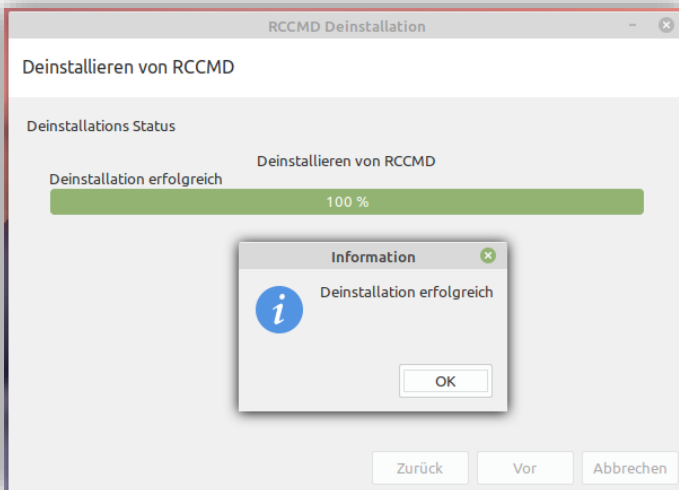 RCCMD Deinstallation
Deinstallieren von RCCMD
Deinstallations Status
Deinstallieren von RCCMD
Deinstallation erfolgreich
100 %
Information
Deinstallation erfolgreich
OK
Zurück
Vor
Abbrechen